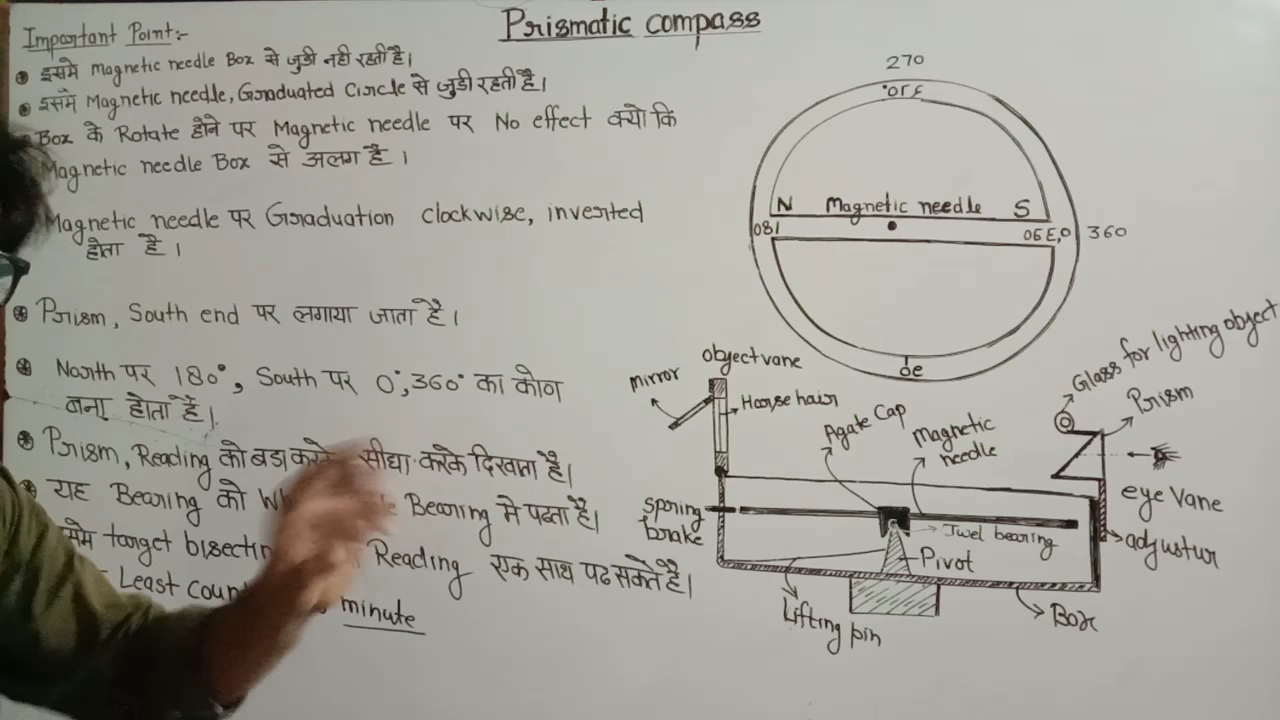 Prismatic compass
Important Point:-
इसमे Magnetic needle Box से जुडी नही रहती है।
इसमे Magnetic needle, Graduated Circle से जुडी रहती है।
Box के Rotate होने पर Magnetic needle पर No effect क्यो कि
Magnetic needle Box से अलग है।
Magnetic needle पर Graduation clockwise, inverted
होता है।
Prism, South end पर लगाया जाता है।
North पर 180°, South पर 0°,360° का कोण
बना होता है।
Prism, Reading को बडा करके सीधा करके दिखाता है।
यह Bearing को Bearing मे पढता है।
target Reading एक साथ पढ सकते है।
Least minute
270
N Magnetic needle S
360
objectvane
mirror
Horse hair
Agate Cap
Magnetic
needle
Glass for lighting object
Prism
eye Vane
adjustur
spring
brake
Jwel bearing
Pivot
Lifting pin
Box